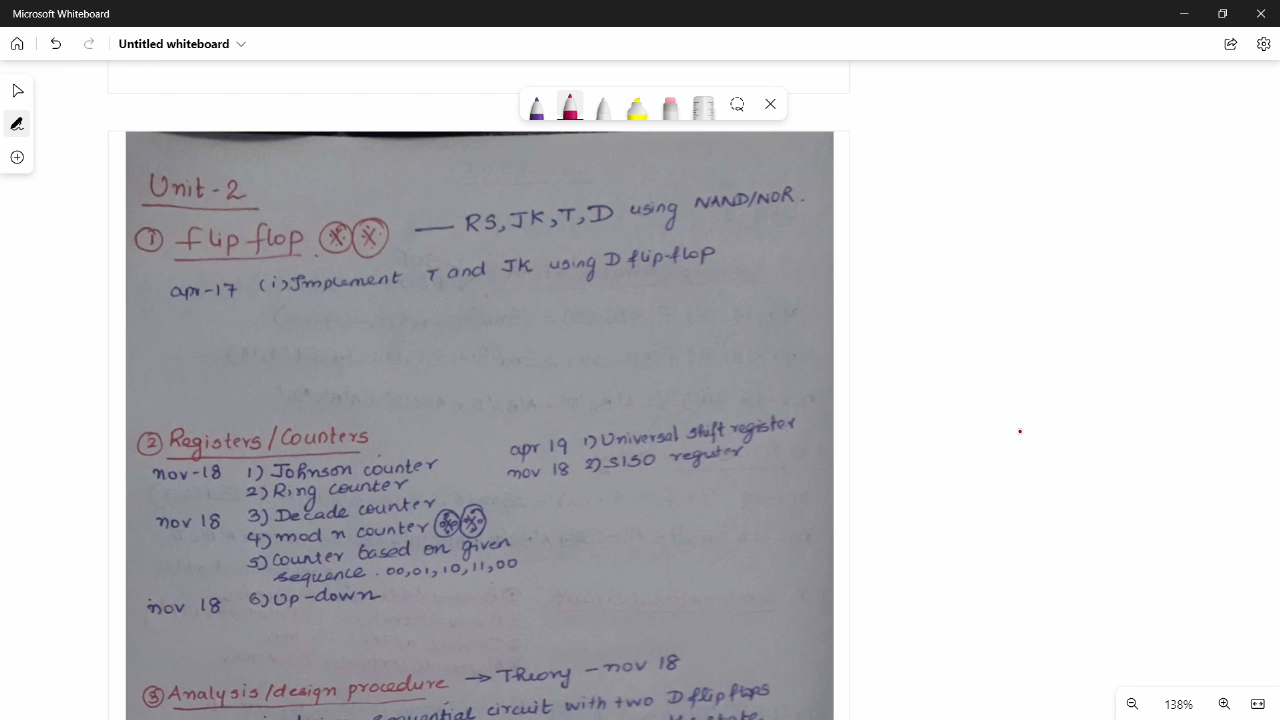 Microsoft Whiteboard
Untitled whiteboard
Unit-2
① flip flop — RS, JK, T, D using NAND/NOR.
apr-17 (i) Implement T and JK using D flip-flop
② Registers/Counters
nov-18 1) Johnson counter
2) Ring counter
nov 18 3) Decade counter
4) mod n counter
5) Counter based on given
sequence. 00, 01, 10, 11, 00
nov 18 6) Up-down
apr 19 1) Universal shift register
nov 18 2) SISO register
③ Analysis/design procedure → Theory - nov 18
sequential circuit with two D flip flops
the state
138%